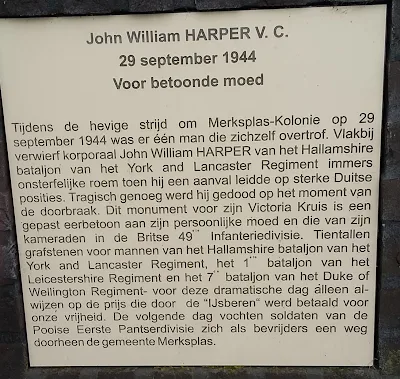 John William HARPER V. C.
29 september 1944
Voor betoonde moed
Tijdens de hevige strijd om Merksplas-Kolonie op 29
september 1944 was er één man die zichzelf overtrof. Vlakbij
verwierf korporaal John William HARPER van het Hallamshire
bataljon van het York and Lancaster Regiment immers
onsterfelijke roem toen hij een aanval leidde op sterke Duitse
posities. Tragisch genoeg werd hij gedood op het moment van
de doorbraak. Dit monument voor zijn Victoria Kruis is een
gepast eerbetoon aan zijn persoonlijke moed en die van zijn
kameraden in de Britse 49" Infanteriedivisie. Tientallen
grafstenen voor mannen van het Hallamshire bataljon van het
York and Lancaster Regiment, het 1" bataljon van het
Leicestershire Regiment en het 7" bataljon van het Duke of
Wellington Regiment- voor deze dramatische dag álleen al-
wijzen op de prijs die door de "IJsberen" werd betaald voor
onze vrijheid. De volgende dag vochten soldaten van de
Poolse Eerste Pantserdivisie zich als bevrijders een weg
doorheen de gemeente Merksplas.